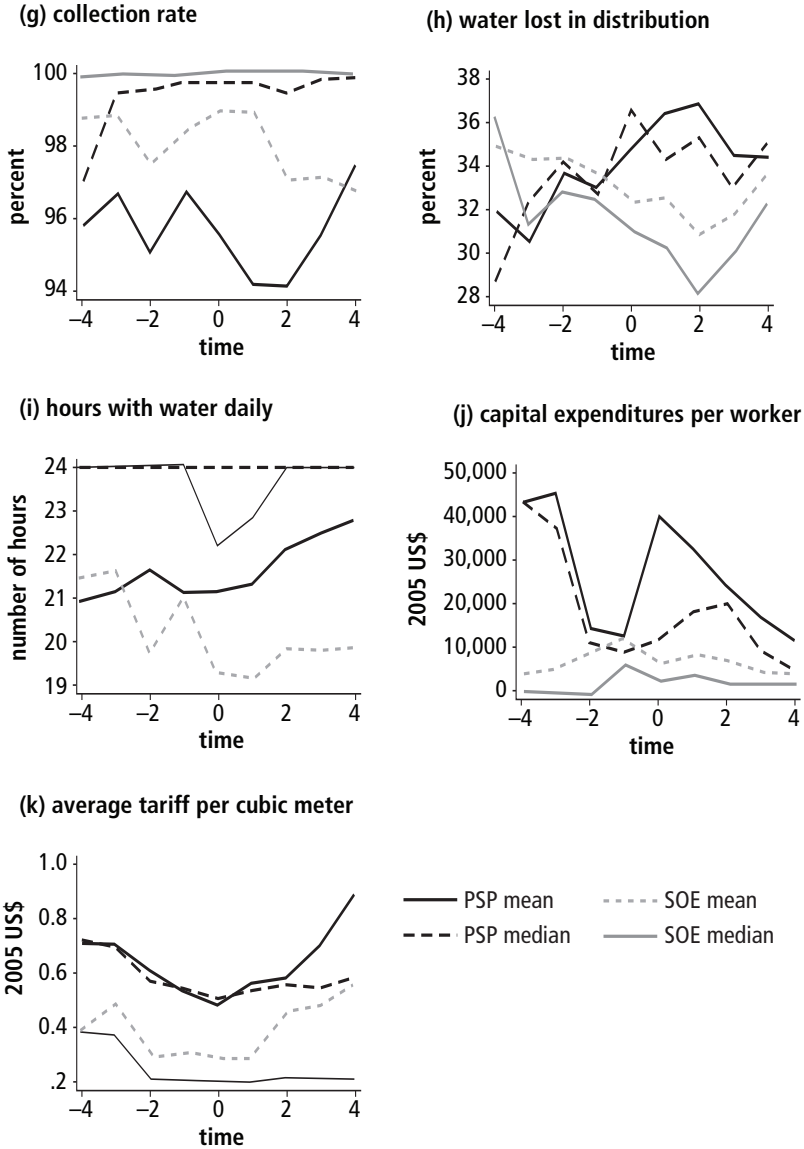 (g) collection rate
percent
100
98
96
94
–4 –2 0 2 4
time
(h) water lost in distribution
percent
38
36
34
32
30
28
–4 –2 0 2 4
time
(i) hours with water daily
number of hours
24
23
22
21
20
19
–4 –2 0 2 4
time
(j) capital expenditures per worker
2005 US$
50,000
40,000
30,000
20,000
10,000
0
–4 –2 0 2 4
time
(k) average tariff per cubic meter
2005 US$
1.0
0.8
0.6
0.4
.2
–4 –2 0 2 4
time
PSP mean SOE mean
PSP median SOE median